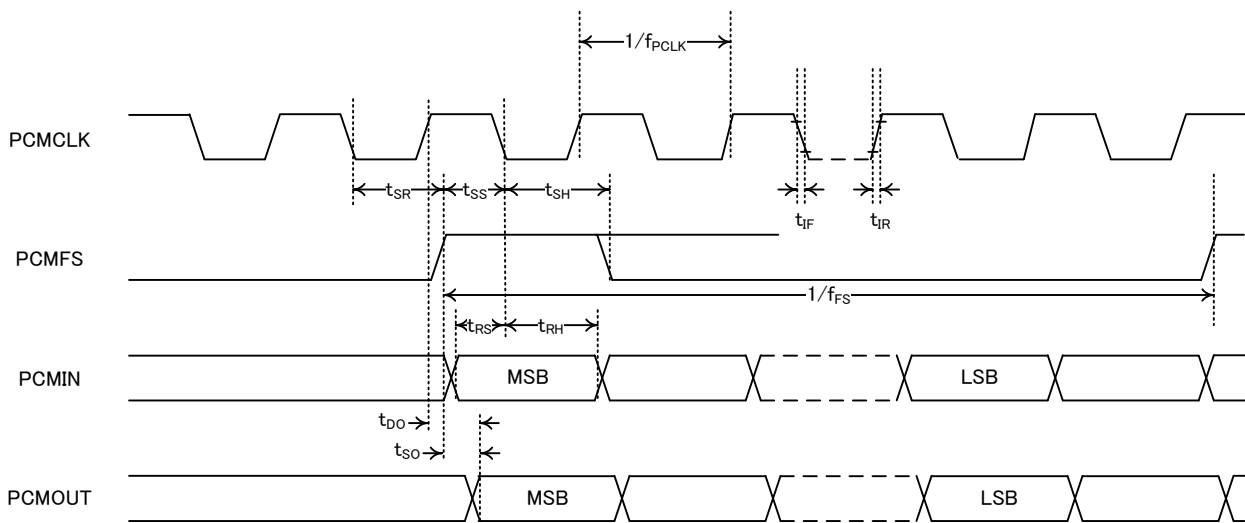 1/fPCLK
PCMCLK
tSR tSS tSH
tIF tIR
PCMFS
1/fFS
tRS tRH
PCMIN MSB LSB
tDO
tSO
PCMOUT MSB LSB